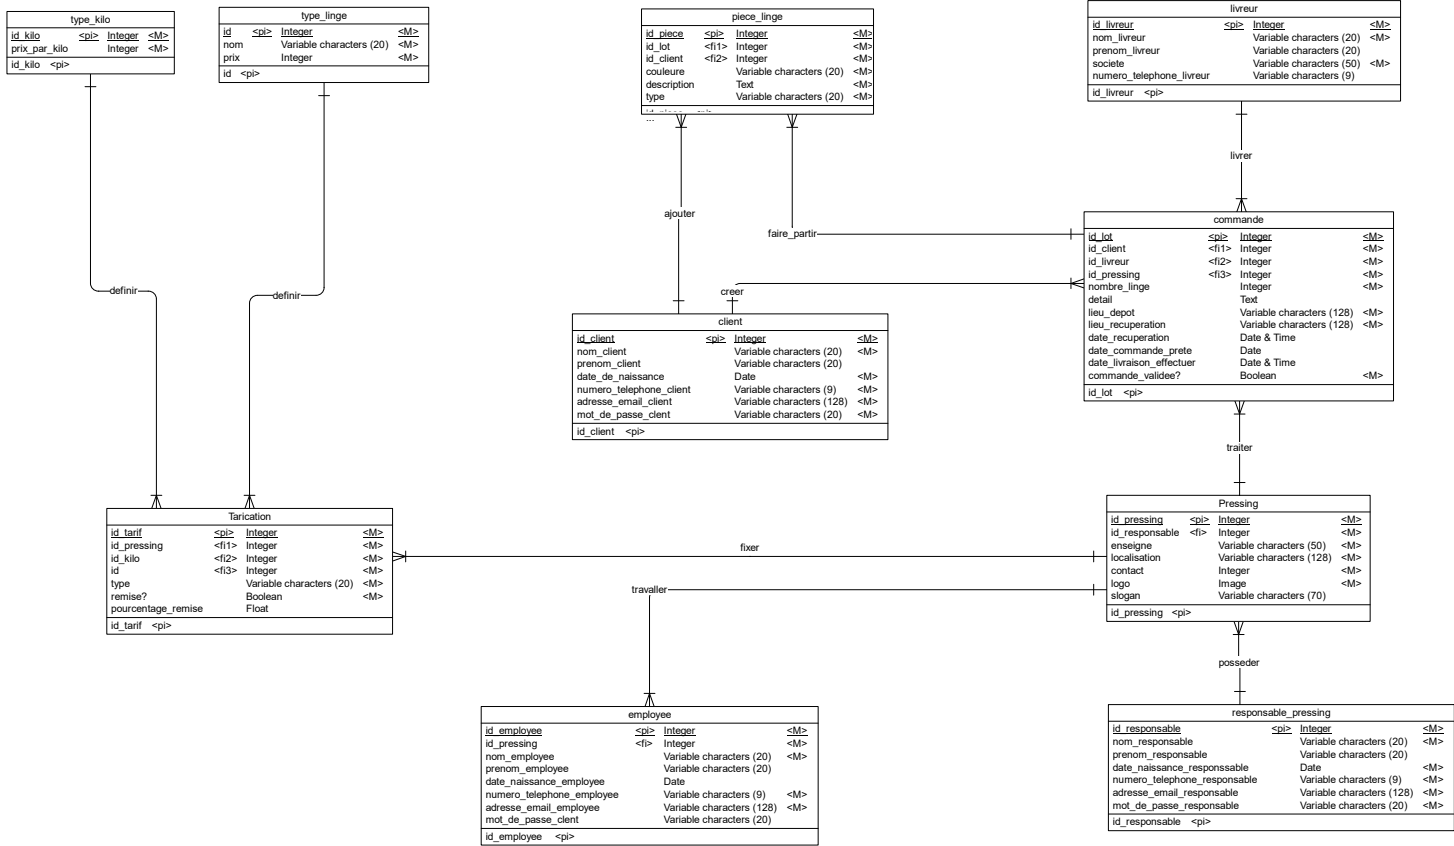 type_kilo
id_kilo <pi> Integer <M>
prix_par_kilo Integer <M>
id_kilo <pi>
type_linge
id <pi> Integer <M>
nom Variable characters (20) <M>
prix Integer <M>
id <pi>
piece_linge
id_piece <pi> Integer <M>
id_lot <fi1> Integer <M>
id_client <fi2> Integer <M>
couleure Variable characters (20) <M>
description Text <M>
type Variable characters (20) <M>
...
livreur
id_livreur <pi> Integer <M>
nom_livreur Variable characters (20) <M>
prenom_livreur Variable characters (20)
societe Variable characters (50) <M>
numero_telephone_livreur Variable characters (9)
id_livreur <pi>
livrer
ajouter
faire_partir
creer
definir
definir
commande
id_lot <pi> Integer <M>
id_client <fi1> Integer <M>
id_livreur <fi2> Integer <M>
id_pressing <fi3> Integer <M>
nombre_linge Integer <M>
detail Text
lieu_depot Variable characters (128) <M>
lieu_recuperation Variable characters (128) <M>
date_recuperation Date & Time
date_commande_prete Date
date_livraison_effectuer Date & Time
commande_validee? Boolean <M>
id_lot <pi>
client
id_client <pi> Integer <M>
nom_client Variable characters (20) <M>
prenom_client Variable characters (20)
date_de_naissance Date <M>
numero_telephone_client Variable characters (9) <M>
adresse_email_client Variable characters (128) <M>
mot_de_passe_clent Variable characters (20) <M>
id_client <pi>
traiter
Tarication
id_tarif <pi> Integer <M>
id_pressing <fi1> Integer <M>
id_kilo <fi2> Integer <M>
id <fi3> Integer <M>
type Variable characters (20) <M>
remise? Boolean <M>
pourcentage_remise Float
id_tarif <pi>
fixer
travaller
Pressing
id_pressing <pi> Integer <M>
id_responsable <fi> Integer <M>
enseigne Variable characters (50) <M>
localisation Variable characters (128) <M>
contact Integer <M>
logo Image <M>
slogan Variable characters (70)
id_pressing <pi>
posseder
employee
id_employee <pi> Integer <M>
id_pressing <fi> Integer <M>
nom_employee Variable characters (20) <M>
prenom_employee Variable characters (20)
date_naissance_employee Date
numero_telephone_employee Variable characters (9) <M>
adresse_email_employee Variable characters (128) <M>
mot_de_passe_clent Variable characters (20)
id_employee <pi>
responsable_pressing
id_responsable <pi> Integer <M>
nom_responsable Variable characters (20) <M>
prenom_responsable Variable characters (20)
date_naissance_responssable Date <M>
numero_telephone_responsable Variable characters (9) <M>
adresse_email_responsable Variable characters (128) <M>
mot_de_passe_responsable Variable characters (20) <M>
id_responsable <pi>